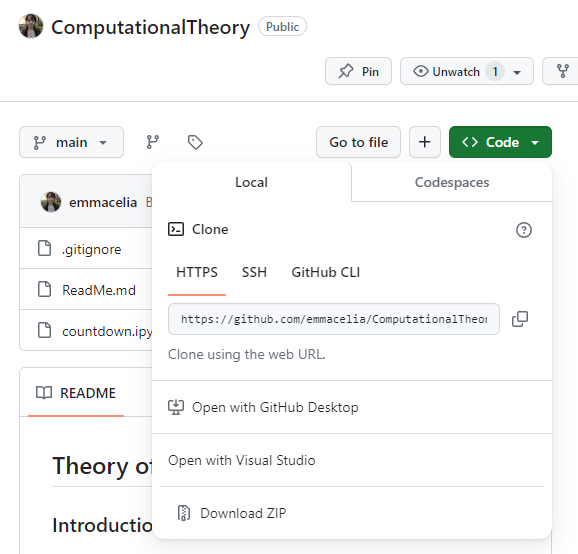 ComputationalTheory Public
Pin
Unwatch 1
main
Go to file
+
Code
Local
Codespaces
emmacelia
Clone
.gitignore
HTTPS
SSH
GitHub CLI
ReadMe.md
https://github.com/emmacelia/ComputationalTheor
countdown.ipy
Clone using the web URL.
README
Open with GitHub Desktop
Open with Visual Studio
Theory of
Download ZIP
Introductio